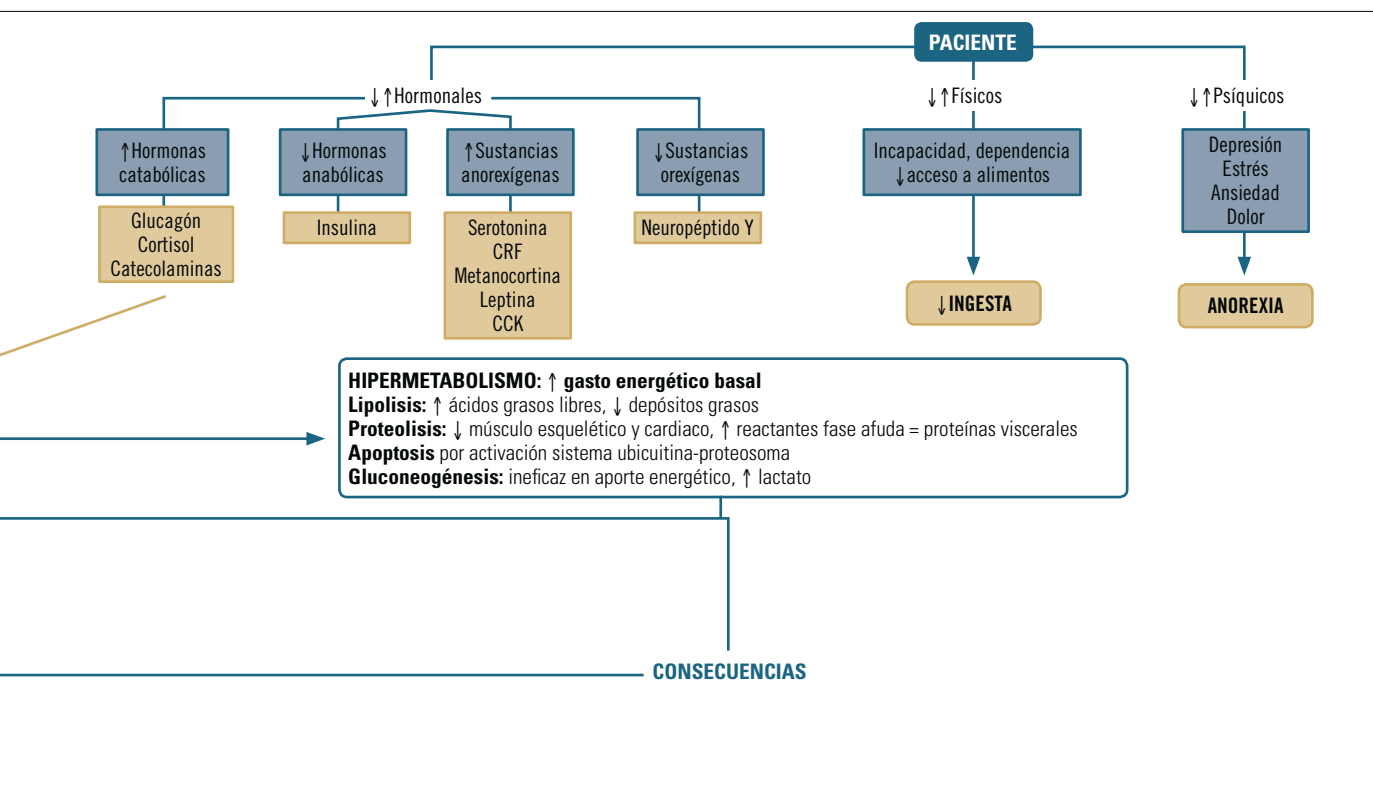 PACIENTE
↓↑Hormonales
↓↑Físicos
↓↑Psíquicos
↑Hormonas
catabólicas
↓Hormonas
anabólicas
↑Sustancias
anorexígenas
↓Sustancias
orexígenas
Incapacidad, dependencia
↓acceso a alimentos
Depresión
Estrés
Ansiedad
Dolor
Glucagón
Cortisol
Catecolaminas
Insulina
Serotonina
CRF
Metanocortina
Leptina
CCK
Neuropéptido Y
↓INGESTA
ANOREXIA
HIPERMETABOLISMO: ↑ gasto energético basal
Lipolisis: ↑ ácidos grasos libres, ↓ depósitos grasos
Proteolisis: ↓ músculo esquelético y cardiaco, ↑ reactantes fase afuda = proteínas viscerales
Apoptosis por activación sistema ubicuitina-proteosoma
Gluconeogénesis: ineficaz en aporte energético, ↑ lactato
CONSECUENCIAS